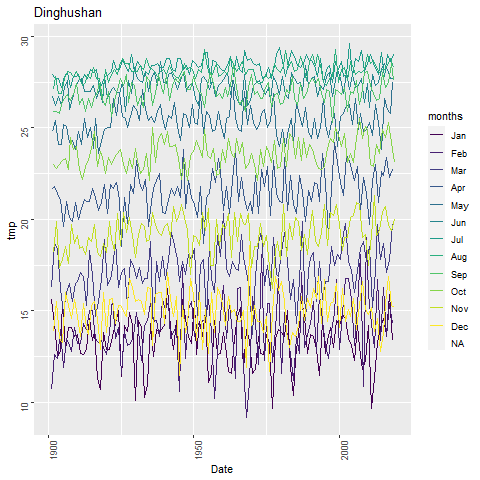 Dinghushan
30
25
20
15
10
tmp
1900
1950
2000
Date
months
Jan
Feb
Mar
Apr
May
Jun
Jul
Aug
Sep
Oct
Nov
Dec
NA